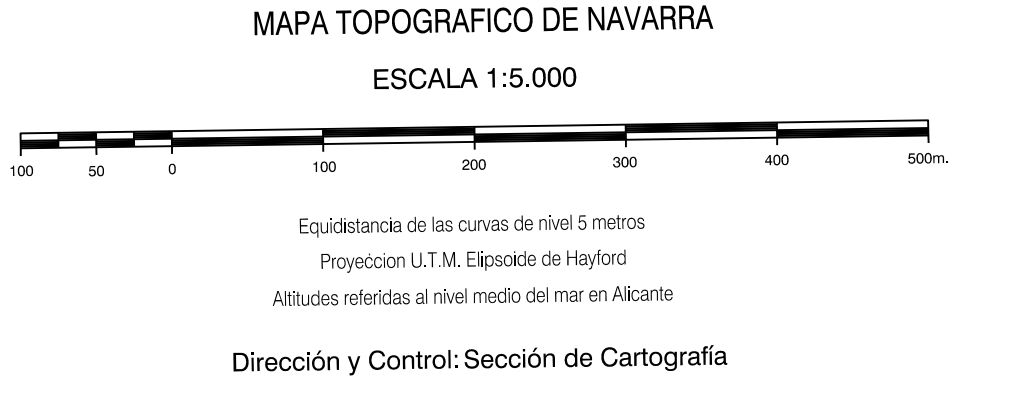 MAPA TOPOGRAFICO DE NAVARRA
ESCALA 1:5.000
100 50 0 100 200 300 400 500m.
Equidistancia de las curvas de nivel 5 metros
Proyeccion U.T.M. Elipsoide de Hayford
Altitudes referidas al nivel medio del mar en Alicante
Dirección y Control: Sección de Cartografía